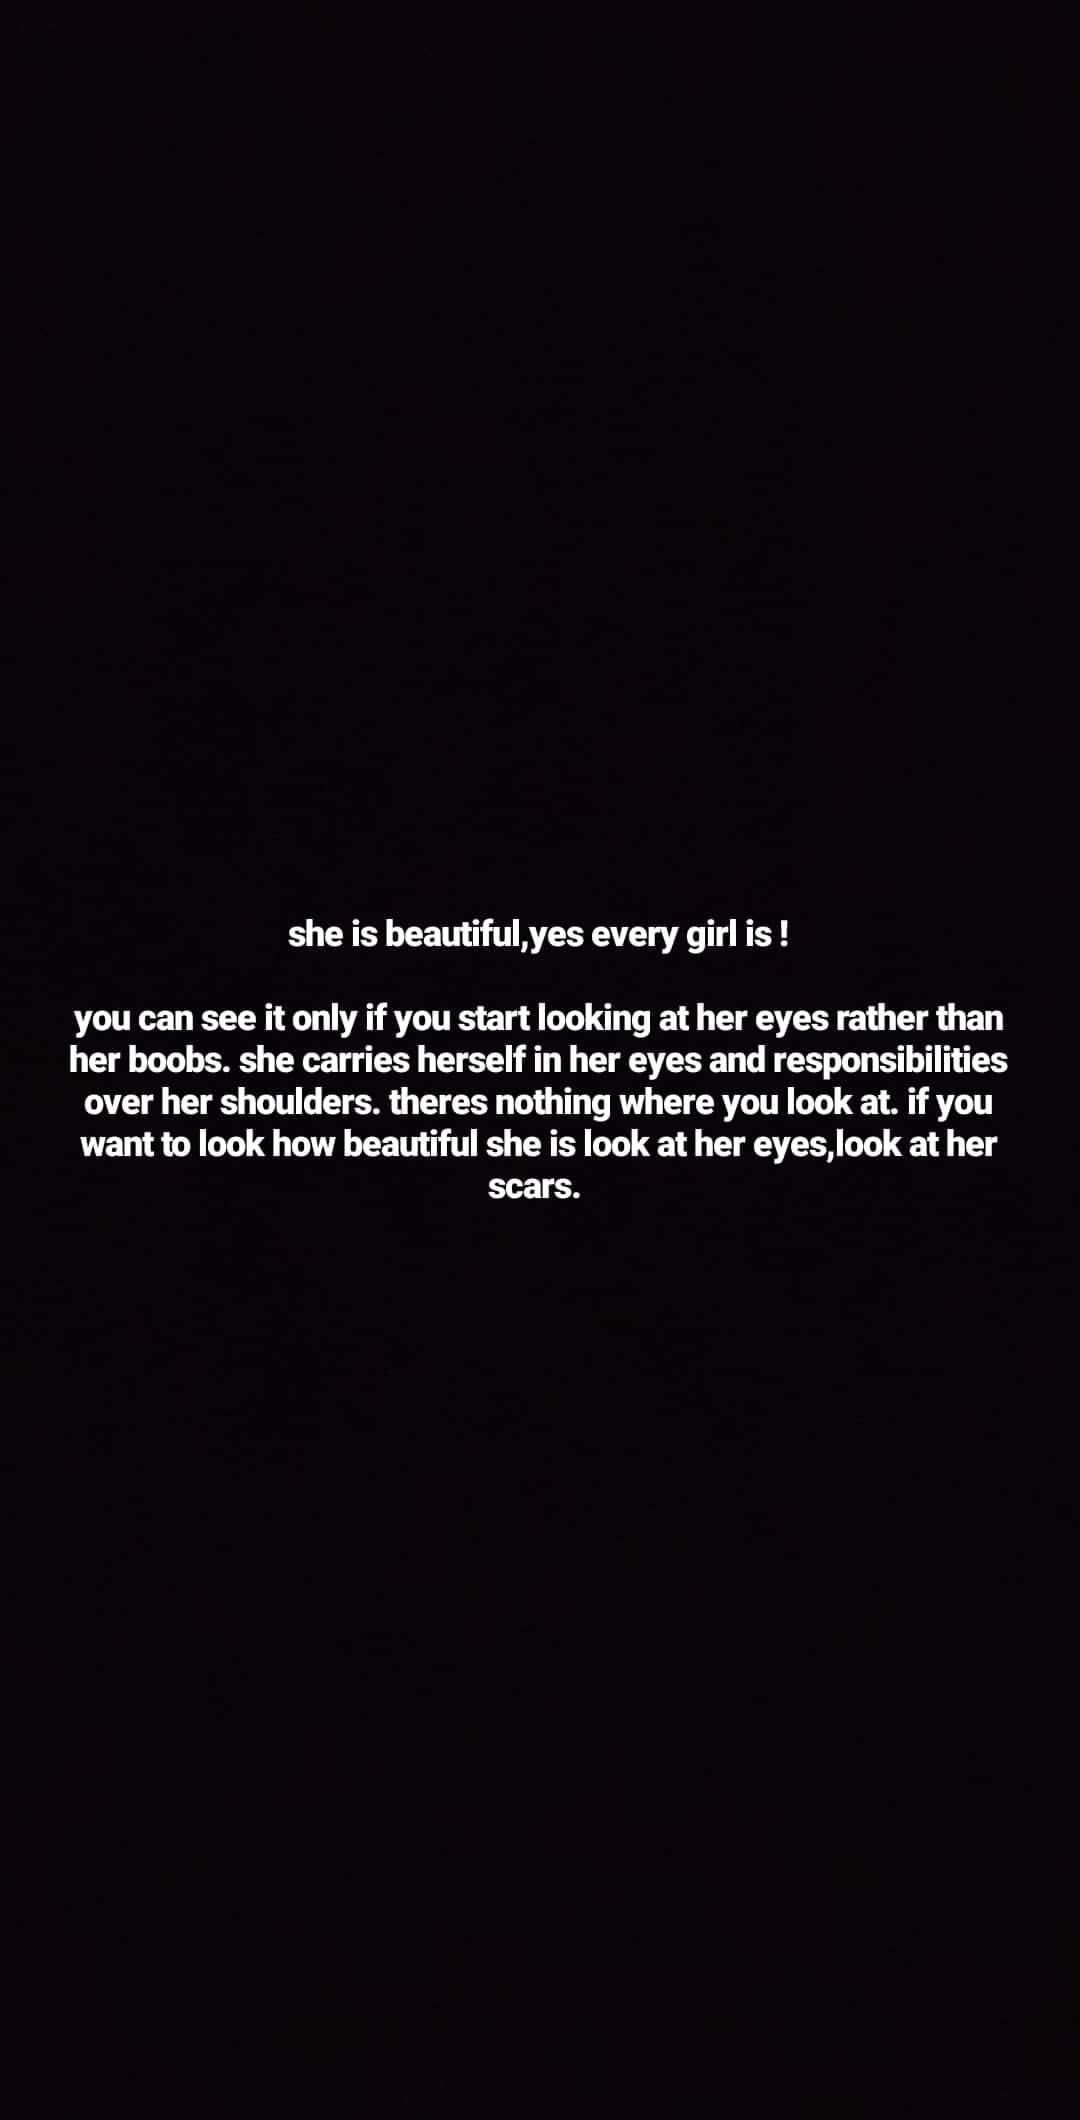 she is beautiful,yes every girl is !
you can see it only if you start looking at her eyes rather than
her boobs. she carries herself in her eyes and responsibilities
over her shoulders. theres nothing where you look at. if you
want to look how beautiful she is look at her eyes,look at her
scars.